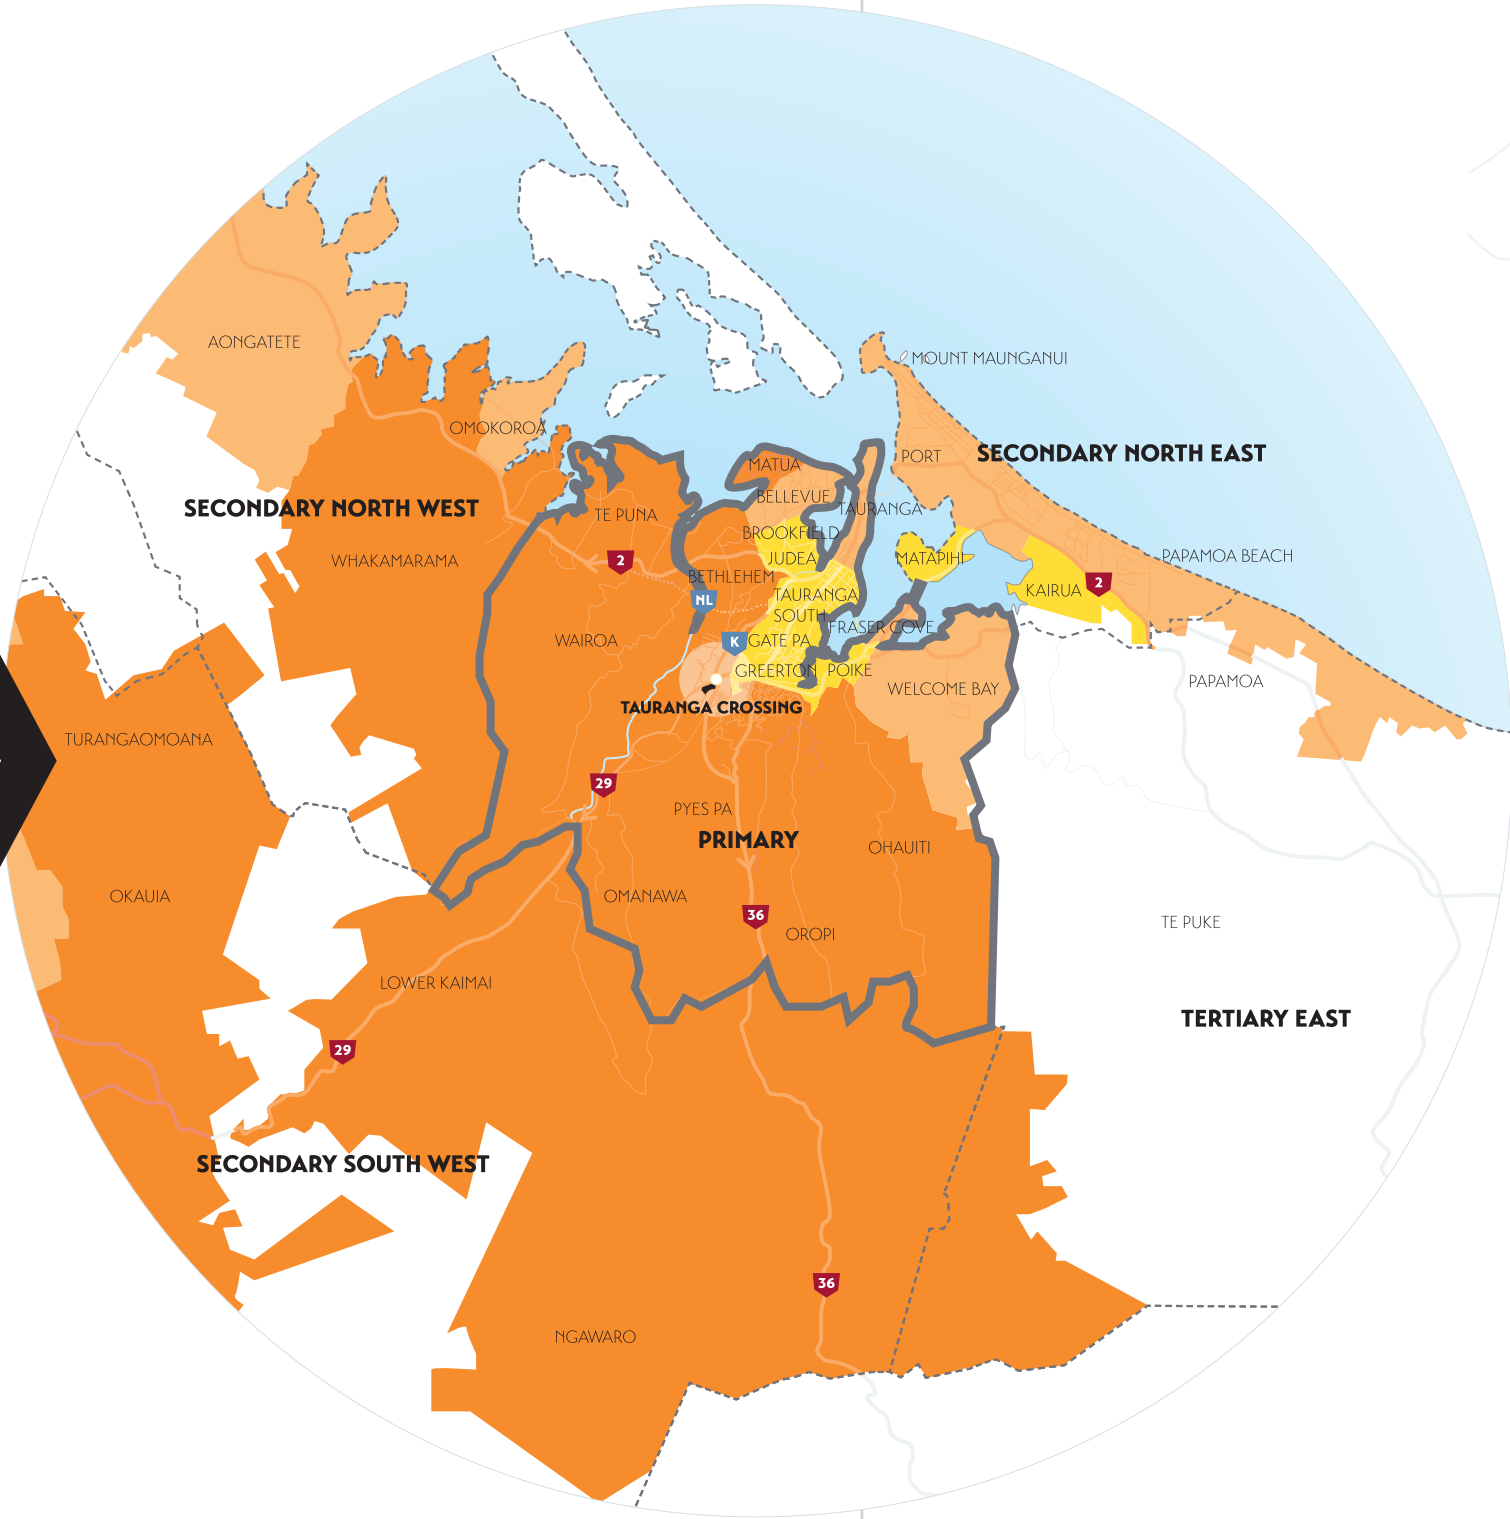 AONGATETE
MOUNT MAUNGANUI
OMOKOROA
SECONDARY NORTH EAST
PORT
MATUA
BELLEVUE
SECONDARY NORTH WEST
TAURANGA
TE PUNA
BROOKFIELD
WHAKAMARAMA
2
JUDEA
MATAPIHI
PAPAMOA BEACH
BETHLEHEM
2
KAIRUA
NL
TAURANGA
SOUTH
FRASER COVE
WAIROA
K
GATE PA
GREERTON
POIKE
WELCOME BAY
PAPAMOA
TAURANGA CROSSING
TURANGAOMOANA
29
PYES PA
PRIMARY
OHAUITI
OKAUIA
OMANAWA
36
OROPI
TE PUKE
LOWER KAIMAI
TERTIARY EAST
29
SECONDARY SOUTH WEST
36
NGAWARO